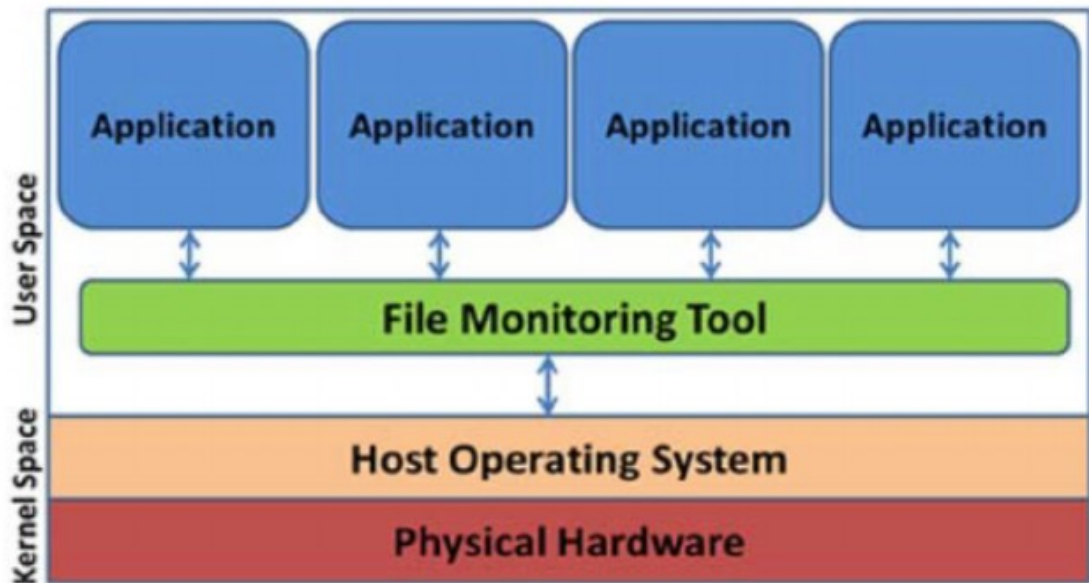 Application
Application
Application
Application
User Space
File Monitoring Tool
Kernel Space
Host Operating System
Physical Hardware